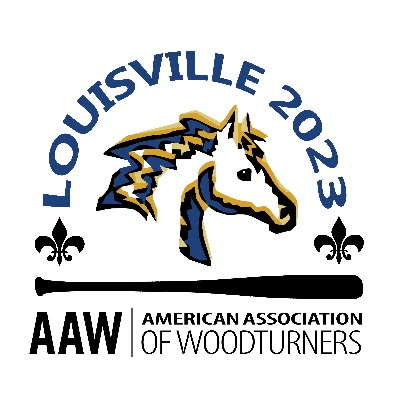 LOUISVILLE 2023
AAW
AMERICAN ASSOCIATION
OF WOODTURNERS